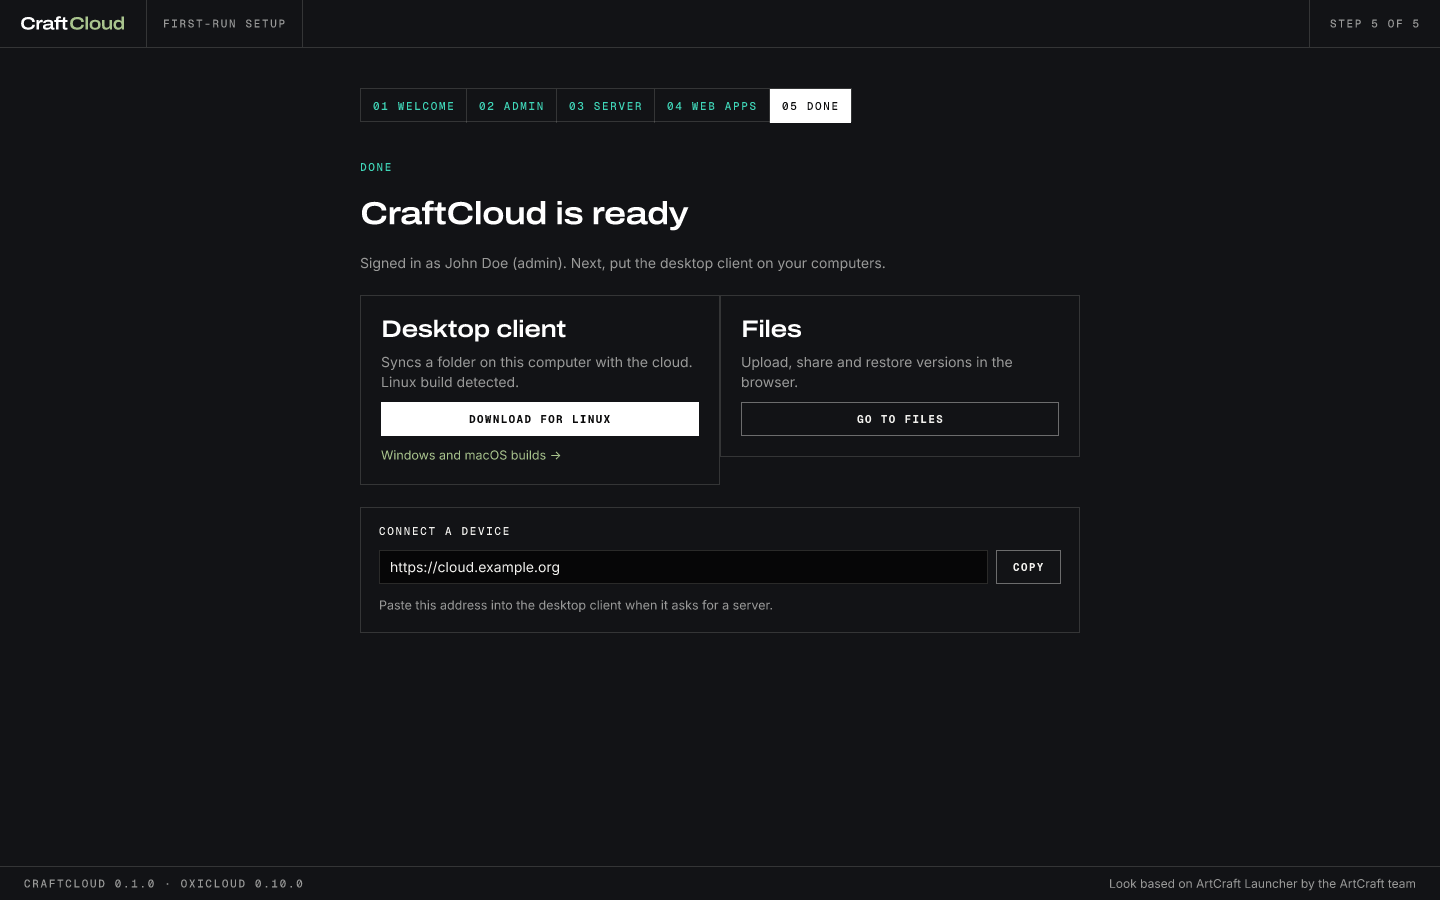 CraftCloud
FIRST-RUN SETUP
STEP 5 OF 5
01 WELCOME
02 ADMIN
03 SERVER
04 WEB APPS
05 DONE
DONE
CraftCloud is ready
Signed in as John Doe (admin). Next, put the desktop client on your computers.
Desktop client
Syncs a folder on this computer with the cloud.
Linux build detected.
DOWNLOAD FOR LINUX
Windows and macOS builds →
Files
Upload, share and restore versions in the
browser.
GO TO FILES
CONNECT A DEVICE
https://cloud.example.org
COPY
Paste this address into the desktop client when it asks for a server.
CRAFTCLOUD 0.1.0 · OXICLOUD 0.10.0
Look based on ArtCraft Launcher by the ArtCraft team